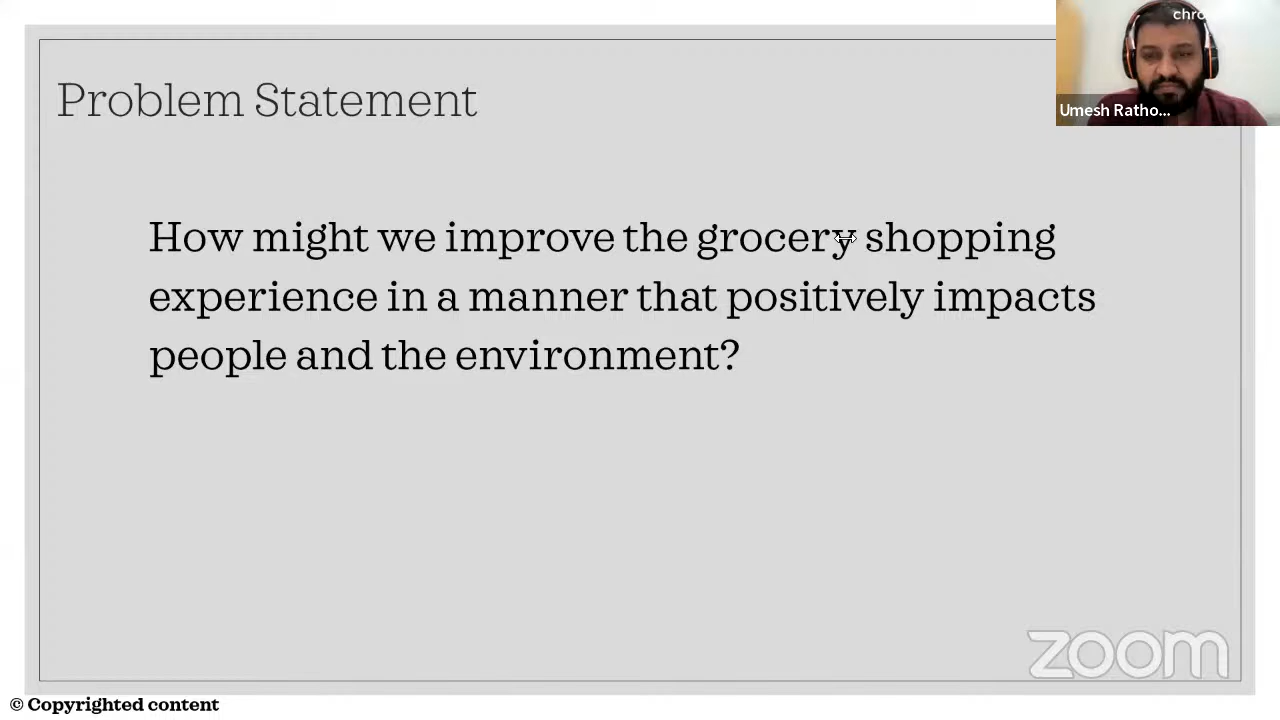 chro
Problem Statement
Umesh Ratho...
How might we improve the grocery shopping
experience in a manner that positively impacts
people and the environment?
zoom
© Copyrighted content